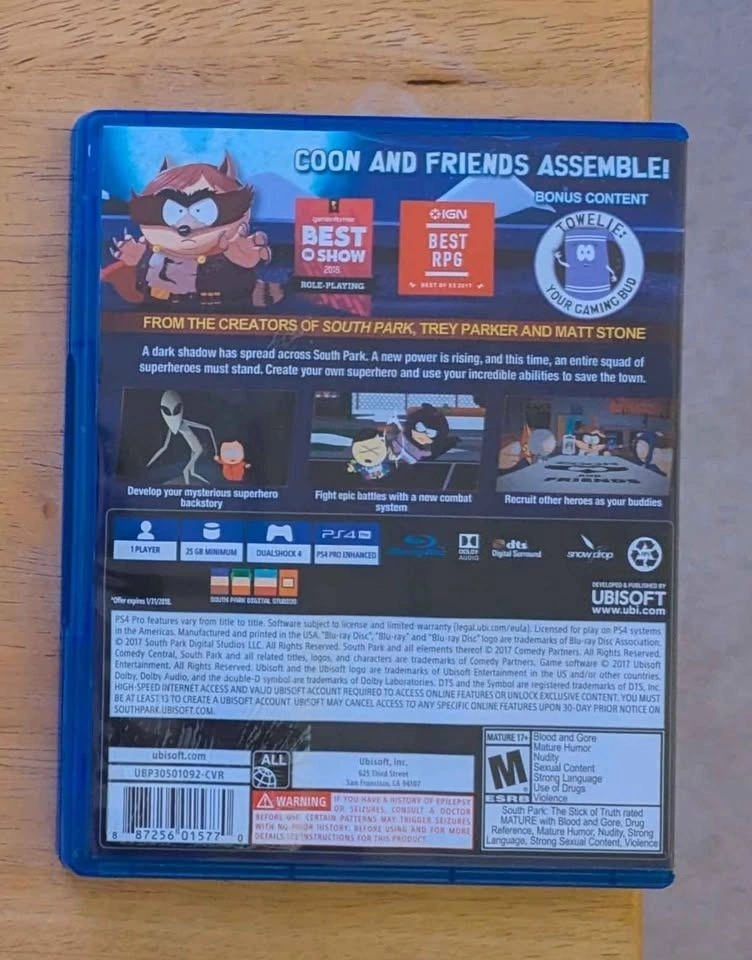 COON AND FRIENDS ASSEMBLE!
BONUS CONTENT
gameinformer
BEST
OF SHOW
2016
ROLE-PLAYING
IGN
BEST
RPG
BEST OF E3 2017
TOWELIE:
YOUR GAMING BUD
FROM THE CREATORS OF SOUTH PARK, TREY PARKER AND MATT STONE
A dark shadow has spread across South Park. A new power is rising, and this time, an entire squad of
superheroes must stand. Create your own superhero and use your incredible abilities to save the town.
FRIENDS
Develop your mysterious superhero
backstory
Fight epic battles with a new combat
system
Recruit other heroes as your buddies
1 PLAYER
25 GB MINIMUM
DUALSHOCK 4
PS4
PS4 PRO ENHANCED
Blu-ray Disc
DOLBY
AUDIO
dts
Digital Surround
snowdrop
*Offer expires 1/31/2018.
SOUTH PARK DIGITAL STUDIOS
DEVELOPED & PUBLISHED BY
UBISOFT
www.ubi.com
PS4 Pro features vary from title to title. Software subject to license and limited warranty (legal.ubi.com/eula). Licensed for play on PS4 systems
in the Americas. Manufactured and printed in the USA. "Blu-ray Disc", "Blu-ray" and "Blu-ray Disc" logo are trademarks of Blu-ray Disc Association.
© 2017 South Park Digital Studios LLC. All Rights Reserved. South Park and all elements thereof © 2017 Comedy Partners. All Rights Reserved.
Comedy Central, South Park and all related titles, logos, and characters are trademarks of Comedy Partners. Game software © 2017 Ubisoft
Entertainment. All Rights Reserved. Ubisoft and the Ubisoft logo are trademarks of Ubisoft Entertainment in the US and/or other countries.
Dolby, Dolby Audio, and the double-D symbol are trademarks of Dolby Laboratories. DTS and the Symbol are registered trademarks of DTS, Inc.
HIGH-SPEED INTERNET ACCESS AND VALID UBISOFT ACCOUNT REQUIRED TO ACCESS ONLINE FEATURES OR UNLOCK EXCLUSIVE CONTENT. YOU MUST
BE AT LEAST 13 TO CREATE A UBISOFT ACCOUNT. UBISOFT MAY CANCEL ACCESS TO ANY SPECIFIC ONLINE FEATURES UPON 30-DAY PRIOR NOTICE ON
SOUTHPARK.UBISOFT.COM.
ubisoft.com
UBP30501092-CVR
8 87256 01577 0
ALL
Ubisoft, Inc.
625 Third Street
San Francisco, CA 94107
WARNING IF YOU HAVE A HISTORY OF EPILEPSY
OR SEIZURES, CONSULT A DOCTOR
BEFORE USE. CERTAIN PATTERNS MAY TRIGGER SEIZURES
WITH NO PRIOR HISTORY. BEFORE USING AND FOR MORE
DETAILS, SEE INSTRUCTIONS FOR THIS PRODUCT.
MATURE 17+
M
ESRB
Blood and Gore
Mature Humor
Nudity
Sexual Content
Strong Language
Use of Drugs
Violence
South Park: The Stick of Truth rated
MATURE with Blood and Gore, Drug
Reference, Mature Humor, Nudity, Strong
Language, Strong Sexual Content, Violence